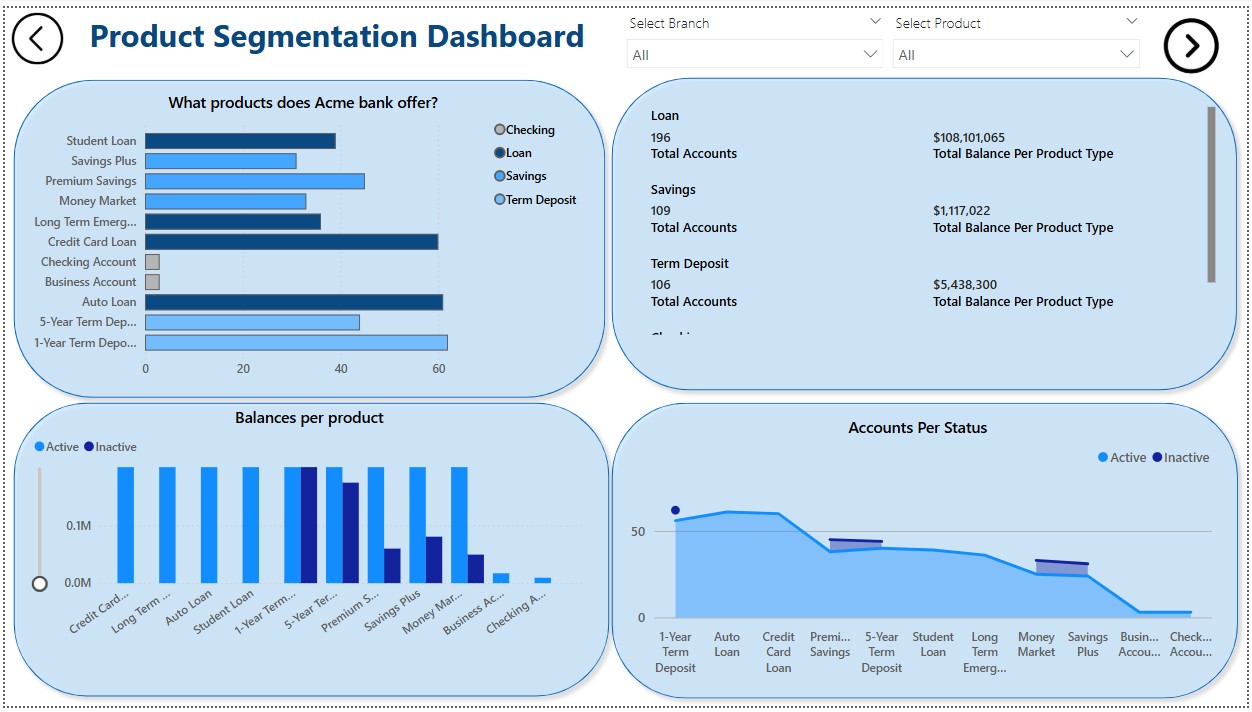 Product Segmentation Dashboard
Select Branch
All
Select Product
All
What products does Acme bank offer?
Student Loan
Savings Plus
Premium Savings
Money Market
Long Term Emerg...
Credit Card Loan
Checking Account
Business Account
Auto Loan
5-Year Term Dep...
1-Year Term Depo...
0 20 40 60
Checking
Loan
Savings
Term Deposit
Loan
196 $108,101,065
Total Accounts Total Balance Per Product Type
Savings
109 $1,117,022
Total Accounts Total Balance Per Product Type
Term Deposit
106 $5,438,300
Total Accounts Total Balance Per Product Type
Balances per product
Active Inactive
0.1M
0.0M
Credit Card... Long Term ... Auto Loan Student Loan 1-Year Term... 5-Year Ter... Premium S... Savings Plus Money Mar... Business Ac... Checking A...
Accounts Per Status
Active Inactive
50
0
1-Year Auto Credit Premi... 5-Year Student Long Money Savings Busin... Check...
Term Loan Card Savings Term Loan Term Market Plus Accou... Accou...
Deposit Loan Deposit Emerg...